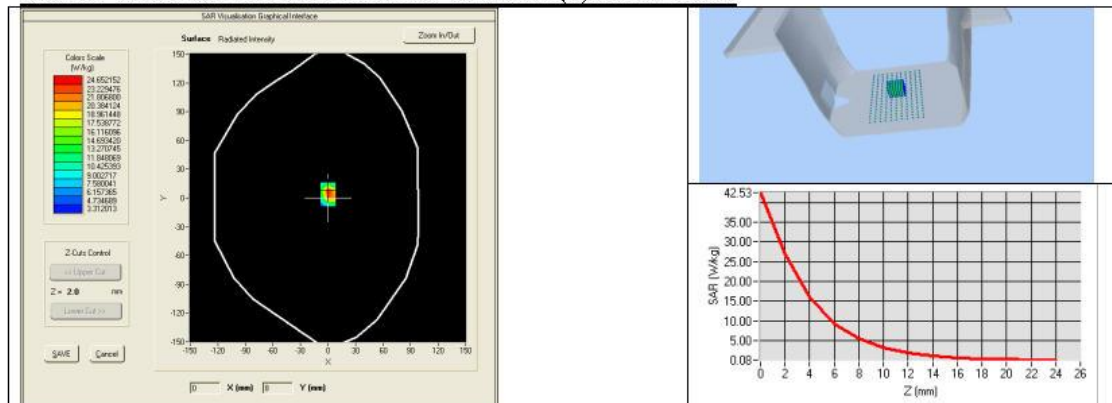 SAR Visualisation Graphical Interface
Surface Radiated Intensity
Zoom In/Out
Colors Scale
(W/kg)
24.652152
23.229476
21.806800
20.384124
18.961448
17.538772
16.116096
14.693420
13.270745
11.848069
10.425393
9.002717
7.580041
6.157365
4.734689
3.312013
Z-Cuts Control
<< Upper Cut
Z = 2.0 mm
Lower Cut >>
SAVE Cancel
150
120
90
60
30
0
-30
-60
-90
-120
-150
Y
-150 -120 -90 -60 -30 0 30 60 90 120 150
X
0 X (mm) 8 Y (mm)
42.53
35.00
30.00
25.00
20.00
15.00
10.00
5.00
0.08
SAR (W/kg)
0 2 4 6 8 10 12 14 16 18 20 22 24 26
Z (mm)